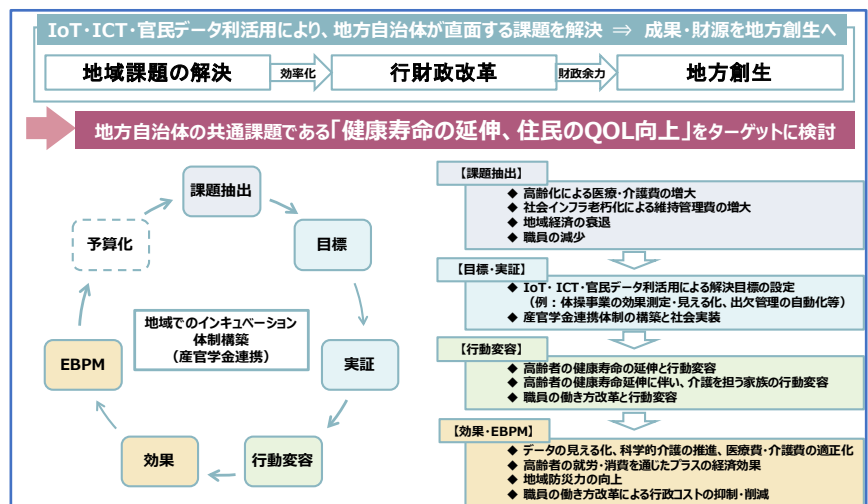 IoT・ICT・官民データ利活用により、地方自治体が直面する課題を解決 ⇒ 成果・財源を地方創生へ
地域課題の解決
効率化
行財政改革
財政余力
地方創生
地方自治体の共通課題である「健康寿命の延伸、住民のQOL向上」をターゲットに検討
課題抽出
目標
実証
行動変容
効果
EBPM
予算化
地域でのインキュベーション
体制構築
（産官学金連携）
【課題抽出】
◆ 高齢化による医療・介護費の増大
◆ 社会インフラ老朽化による維持管理費の増大
◆ 地域経済の衰退
◆ 職員の減少
【目標・実証】
◆ IoT・ICT・官民データ利活用による解決目標の設定
（例：体操事業の効果測定・見える化、出欠管理の自動化等）
◆ 産官学金連携体制の構築と社会実装
【行動変容】
◆ 高齢者の健康寿命の延伸と行動変容
◆ 高齢者の健康寿命延伸に伴い、介護を担う家族の行動変容
◆ 職員の働き方改革と行動変容
【効果・EBPM】
◆ データの見える化、科学的介護の推進、医療費・介護費の適正化
◆ 高齢者の就労・消費を通じたプラスの経済効果
◆ 地域防災力の向上
◆ 職員の働き方改革による行政コストの抑制・削減